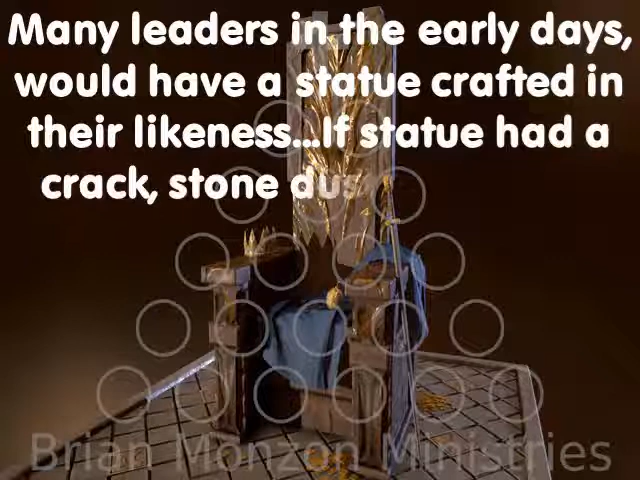 Many leaders in the early days,
would have a statue crafted in
their likeness...If statue had a
crack, stone dus
Brian Monzon Ministries